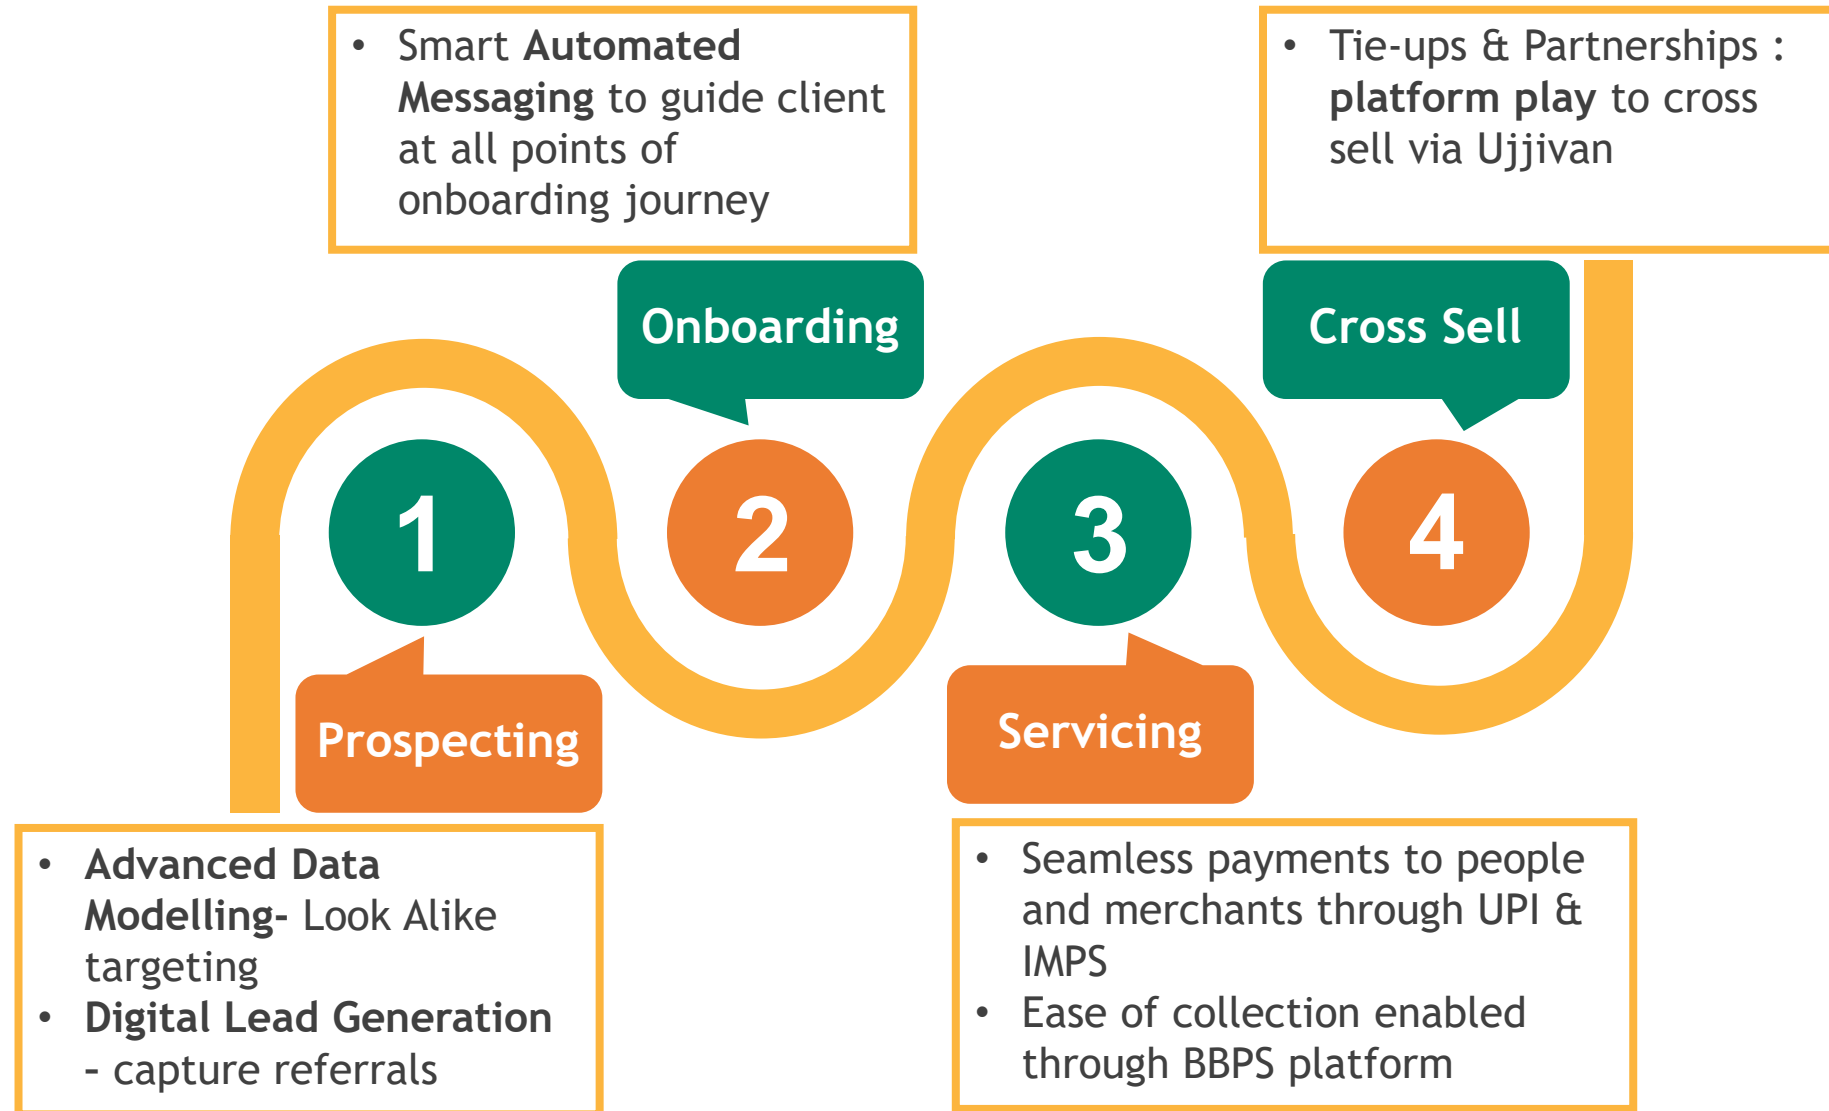 • Smart Automated
Messaging to guide client
at all points of
onboarding journey
• Tie-ups & Partnerships :
platform play to cross
sell via Ujjivan
Onboarding
Cross Sell
1
2
3
4
Prospecting
Servicing
• Advanced Data
Modelling- Look Alike
targeting
• Digital Lead Generation
– capture referrals
• Seamless payments to people
and merchants through UPI &
IMPS
• Ease of collection enabled
through BBPS platform